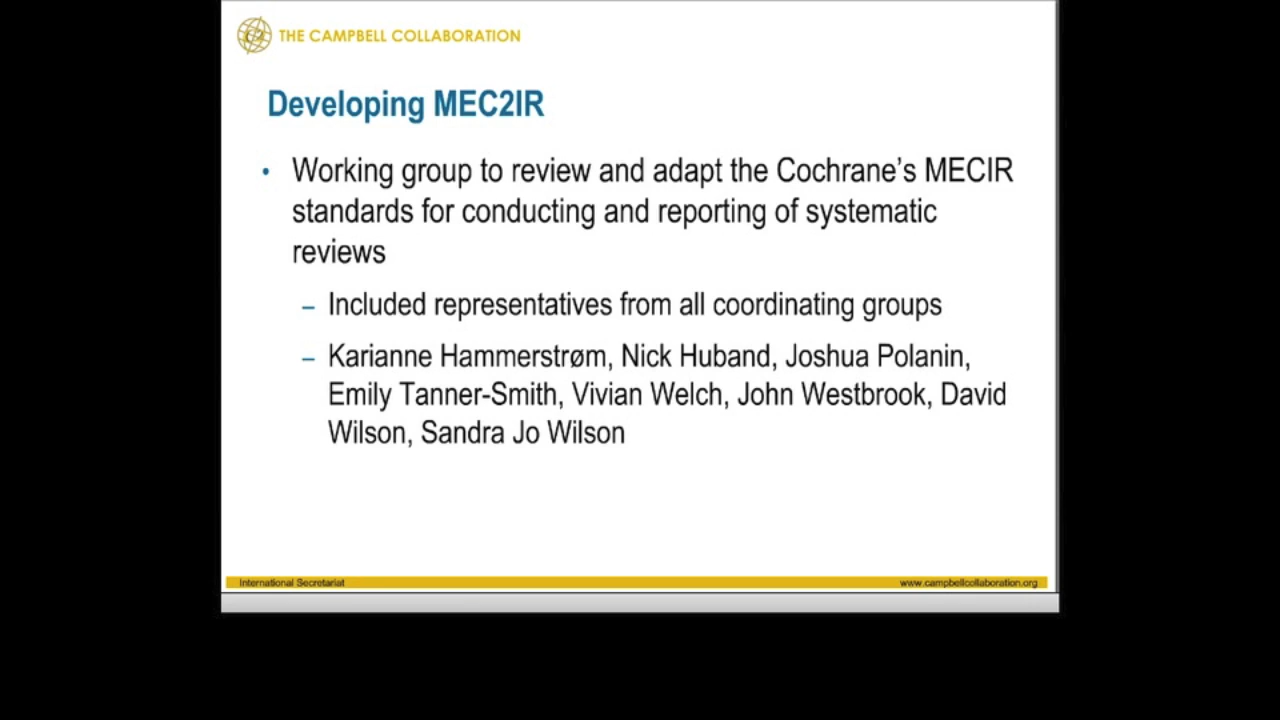 THE CAMPBELL COLLABORATION
Developing MEC2IR
• Working group to review and adapt the Cochrane’s MECIR
standards for conducting and reporting of systematic
reviews
– Included representatives from all coordinating groups
– Karianne Hammerstrøm, Nick Huband, Joshua Polanin,
Emily Tanner-Smith, Vivian Welch, John Westbrook, David
Wilson, Sandra Jo Wilson
International Secretariat
www.campbellcollaboration.org